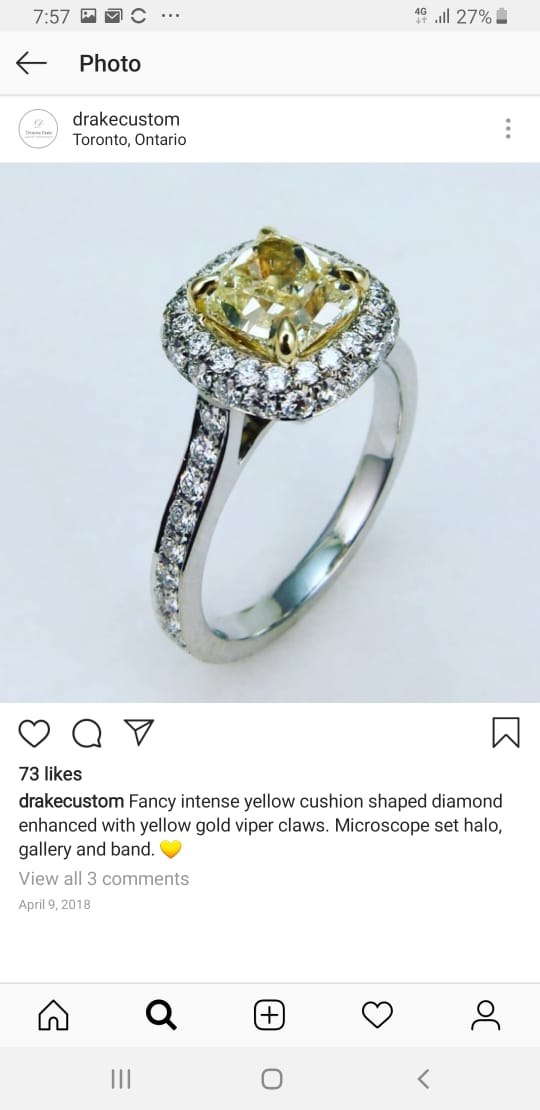 7:57
4G
27%
Photo
drakecustom
Toronto, Ontario
73 likes
drakecustom Fancy intense yellow cushion shaped diamond
enhanced with yellow gold viper claws. Microscope set halo,
gallery and band. 💛
View all 3 comments
April 9, 2018